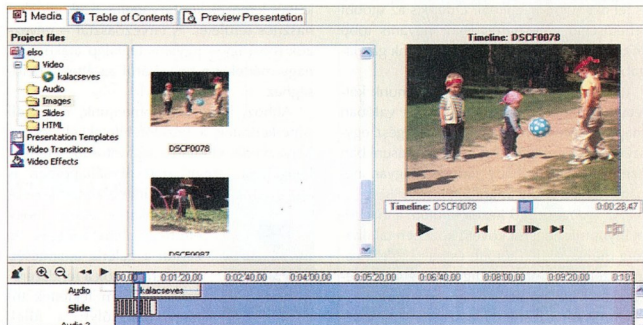 Media Table of Contents Preview Presentation
Project files
elso
Video
kalacseves
Audio
Images
Slides
HTML
Presentation Templates
Video Transitions
Video Effects
DSCF0078
DSCF0087
Timeline: DSCF0078
Timeline: DSCF0078 0:00:28,47
00,00 0:01:20,00 0:02:40,00 0:04:00,00 0:05:20,00 0:06:40,00 0:08:00,00 0:09:20,00 0:10:
Audio kalacseves
Slide
Audio 2